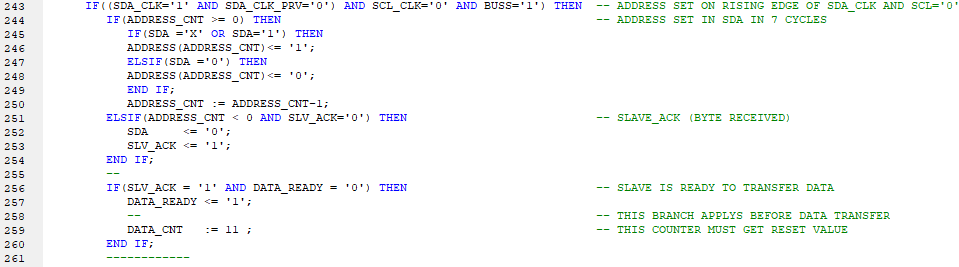 243 IF((SDA_CLK='1' AND SDA_CLK_PRV='0') AND SCL_CLK='0' AND BUSS='1') THEN -- ADDRESS SET ON RISING EDGE OF SDA_CLK AND SCL='0'
244 IF(ADDRESS_CNT >= 0) THEN -- ADDRESS SET IN SDA IN 7 CYCLES
245 IF(SDA ='X' OR SDA='1') THEN
246 ADDRESS(ADDRESS_CNT)<= '1';
247 ELSIF(SDA ='0') THEN
248 ADDRESS(ADDRESS_CNT)<= '0';
249 END IF;
250 ADDRESS_CNT := ADDRESS_CNT-1;
251 ELSIF(ADDRESS_CNT < 0 AND SLV_ACK='0') THEN -- SLAVE_ACK (BYTE RECEIVED)
252 SDA <= '0';
253 SLV_ACK <= '1';
254 END IF;
255 --
256 IF(SLV_ACK = '1' AND DATA_READY = '0') THEN -- SLAVE IS READY TO TRANSFER DATA
257 DATA_READY <= '1';
258 -- -- THIS BRANCH APPLYS BEFORE DATA TRANSFER
259 DATA_CNT := 11 ; -- THIS COUNTER MUST GET RESET VALUE
260 END IF;
261 ------------